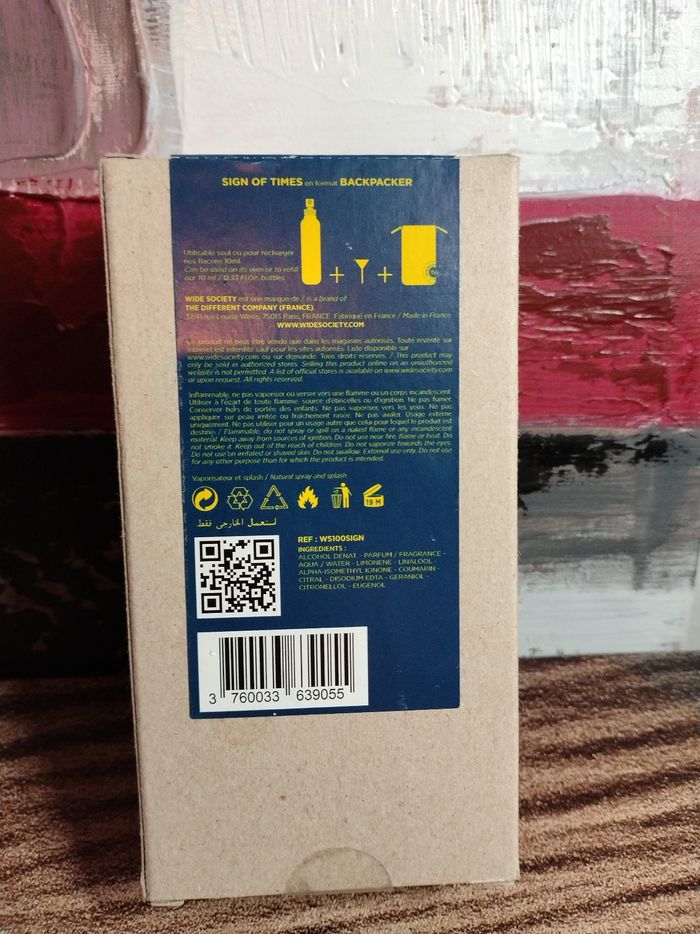 SIGN OF TIMES en format BACKPACKER
Utilisable seul ou pour recharger
nos flacons 10ml.
Can be used on its own or to refill
our 10 ml / 0.33 Fl.Oz. bottles.
+ +
WIDE SOCIETY est une marque de / is a brand of
THE DIFFERENT COMPANY (FRANCE).
37-41 rue Louise Weiss, 75013 Paris, FRANCE. Fabriqué en France / Made in France.
WWW.WIDESOCIETY.COM
Ce produit ne peut être vendu que dans les magasins autorisés. Toute revente sur
internet est interdite sauf pour les sites autorisés. Liste disponible sur
www.widesociety.com ou sur demande. Tous droits réservés. / This product may
only be sold in authorized stores. Selling this product online on an unauthorized
website is not permitted. A list of official stores is available on www.widesociety.com
or upon request. All rights reserved.
Inflammable, ne pas vaporiser ou verser vers une flamme ou un corps incandescent.
Utiliser à l'écart de toute flamme, source d'étincelles ou d'ignition. Ne pas fumer.
Conserver hors de portée des enfants. Ne pas vaporiser vers les yeux. Ne pas
appliquer sur peau irritée ou fraîchement rasée. Ne pas avaler. Usage externe
uniquement. Ne pas utiliser pour un usage autre que celui pour lequel le produit est
destiné / Flammable, do not spray or spill on a naked flame or any incandescent
material. Keep away from sources of ignition. Do not use near fire, flame or heat. Do
not smoke it. Keep out of the reach of children. Do not vaporize towards the eyes.
Do not use on irritated or shaved skin. Do not swallow. External use only. Do not use
for any other purpose than for which the product is intended.
Vaporisateur et splash / Natural spray and splash
19 M
استعمال الخارجي فقط
REF : WS100SIGN
INGREDIENTS :
ALCOHOL DENAT. - PARFUM / FRAGRANCE -
AQUA / WATER - LIMONENE - LINALOOL -
ALPHA-ISOMETHYL IONONE - COUMARIN -
CITRAL - DISODIUM EDTA - GERANIOL -
CITRONELLOL - EUGENOL
3 760033 639055